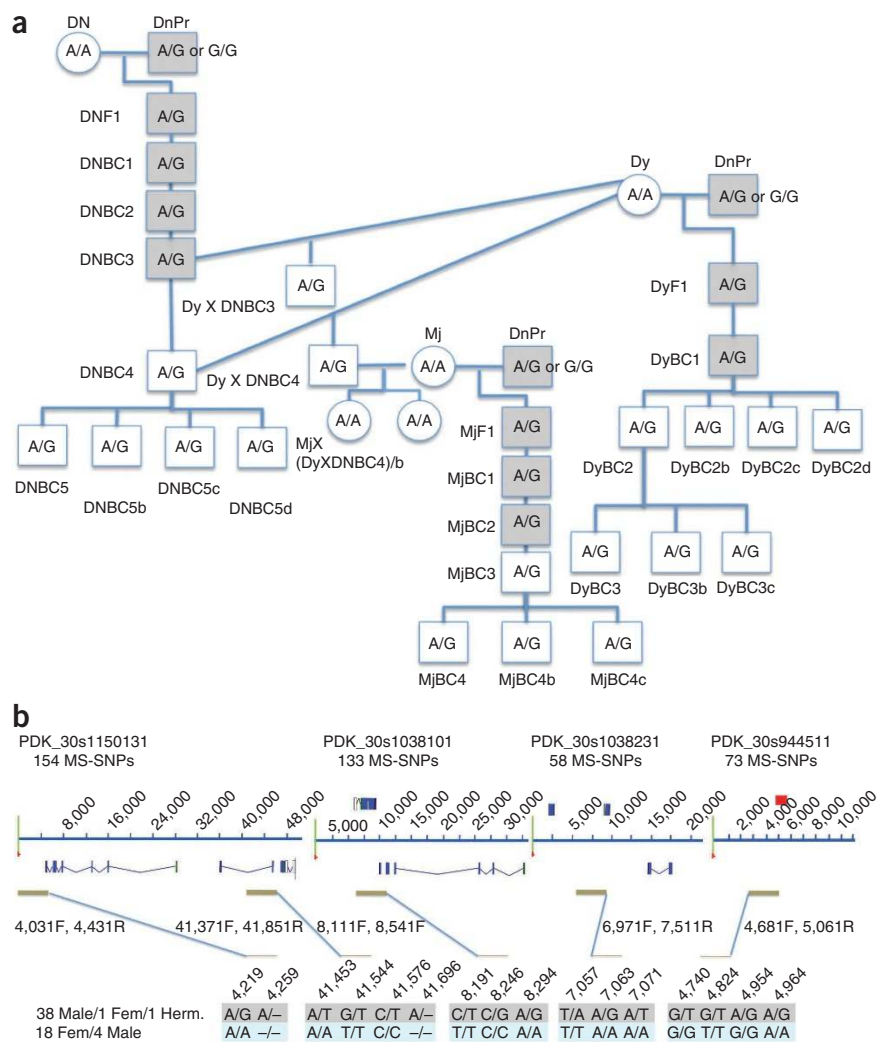 a
DN DnPr
A/A A/G or G/G
DNF1 A/G
DNBC1 A/G
DNBC2 A/G
DNBC3 A/G
Dy DnPr
A/A A/G or G/G
A/G
Dy X DNBC3
DyF1 A/G
DNBC4 A/G
Dy X DNBC4 A/G
Mj DnPr
A/A A/G or G/G
DyBC1 A/G
A/G A/G A/G A/G
DNBC5 DNBC5b DNBC5c DNBC5d
A/A A/A
MjX
(DyXDNBC4)/b
MjF1 A/G
MjBC1 A/G
MjBC2 A/G
MjBC3 A/G
A/G A/G A/G A/G
DyBC2 DyBC2b DyBC2c DyBC2d
A/G A/G A/G
DyBC3 DyBC3b DyBC3c
A/G A/G A/G
MjBC4 MjBC4b MjBC4c
b
PDK_30s1150131
154 MS-SNPs
PDK_30s1038101
133 MS-SNPs
PDK_30s1038231
58 MS-SNPs
PDK_30s944511
73 MS-SNPs
8,000 16,000 24,000 32,000 40,000 48,000
5,000 10,000 15,000 20,000 25,000 30,000
5,000 10,000 15,000 20,000
2,000 4,000 6,000 8,000 10,000
4,031F, 4,431R 41,371F, 41,851R 8,111F, 8,541F 6,971F, 7,511R 4,681F, 5,061R
4,219 4,259 41,453 41,544 41,576 41,696 8,191 8,246 8,294 7,057 7,063 7,071 4,740 4,824 4,954 4,964
38 Male/1 Fem/1 Herm. A/G A/– A/T G/T C/T A/– C/T C/G A/G T/A A/G A/T G/T G/T A/G A/G
18 Fem/4 Male A/A –/– A/A T/T C/C –/– T/T C/C A/A T/T A/A A/A G/G T/T G/G A/A